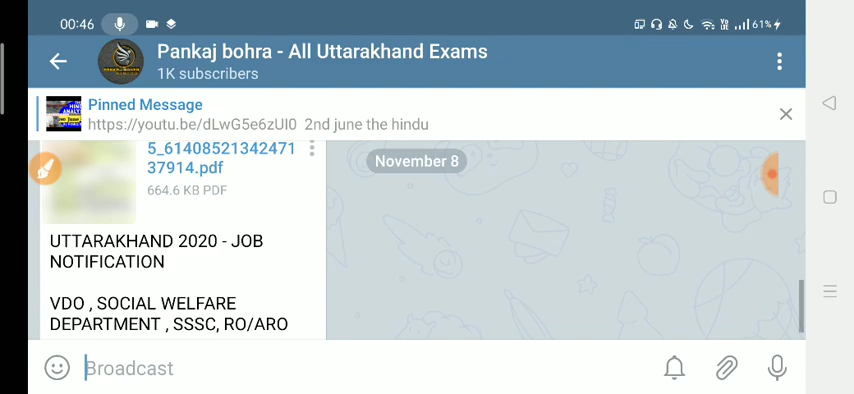 00:46
61%
Pankaj bohra - All Uttarakhand Exams
1K subscribers
Pinned Message
https://youtu.be/dLwG5e6zUI0 2nd june the hindu
5_61408521342471
37914.pdf
664.6 KB PDF
November 8
UTTARAKHAND 2020 - JOB
NOTIFICATION
VDO , SOCIAL WELFARE
DEPARTMENT , SSSC, RO/ARO
Broadcast